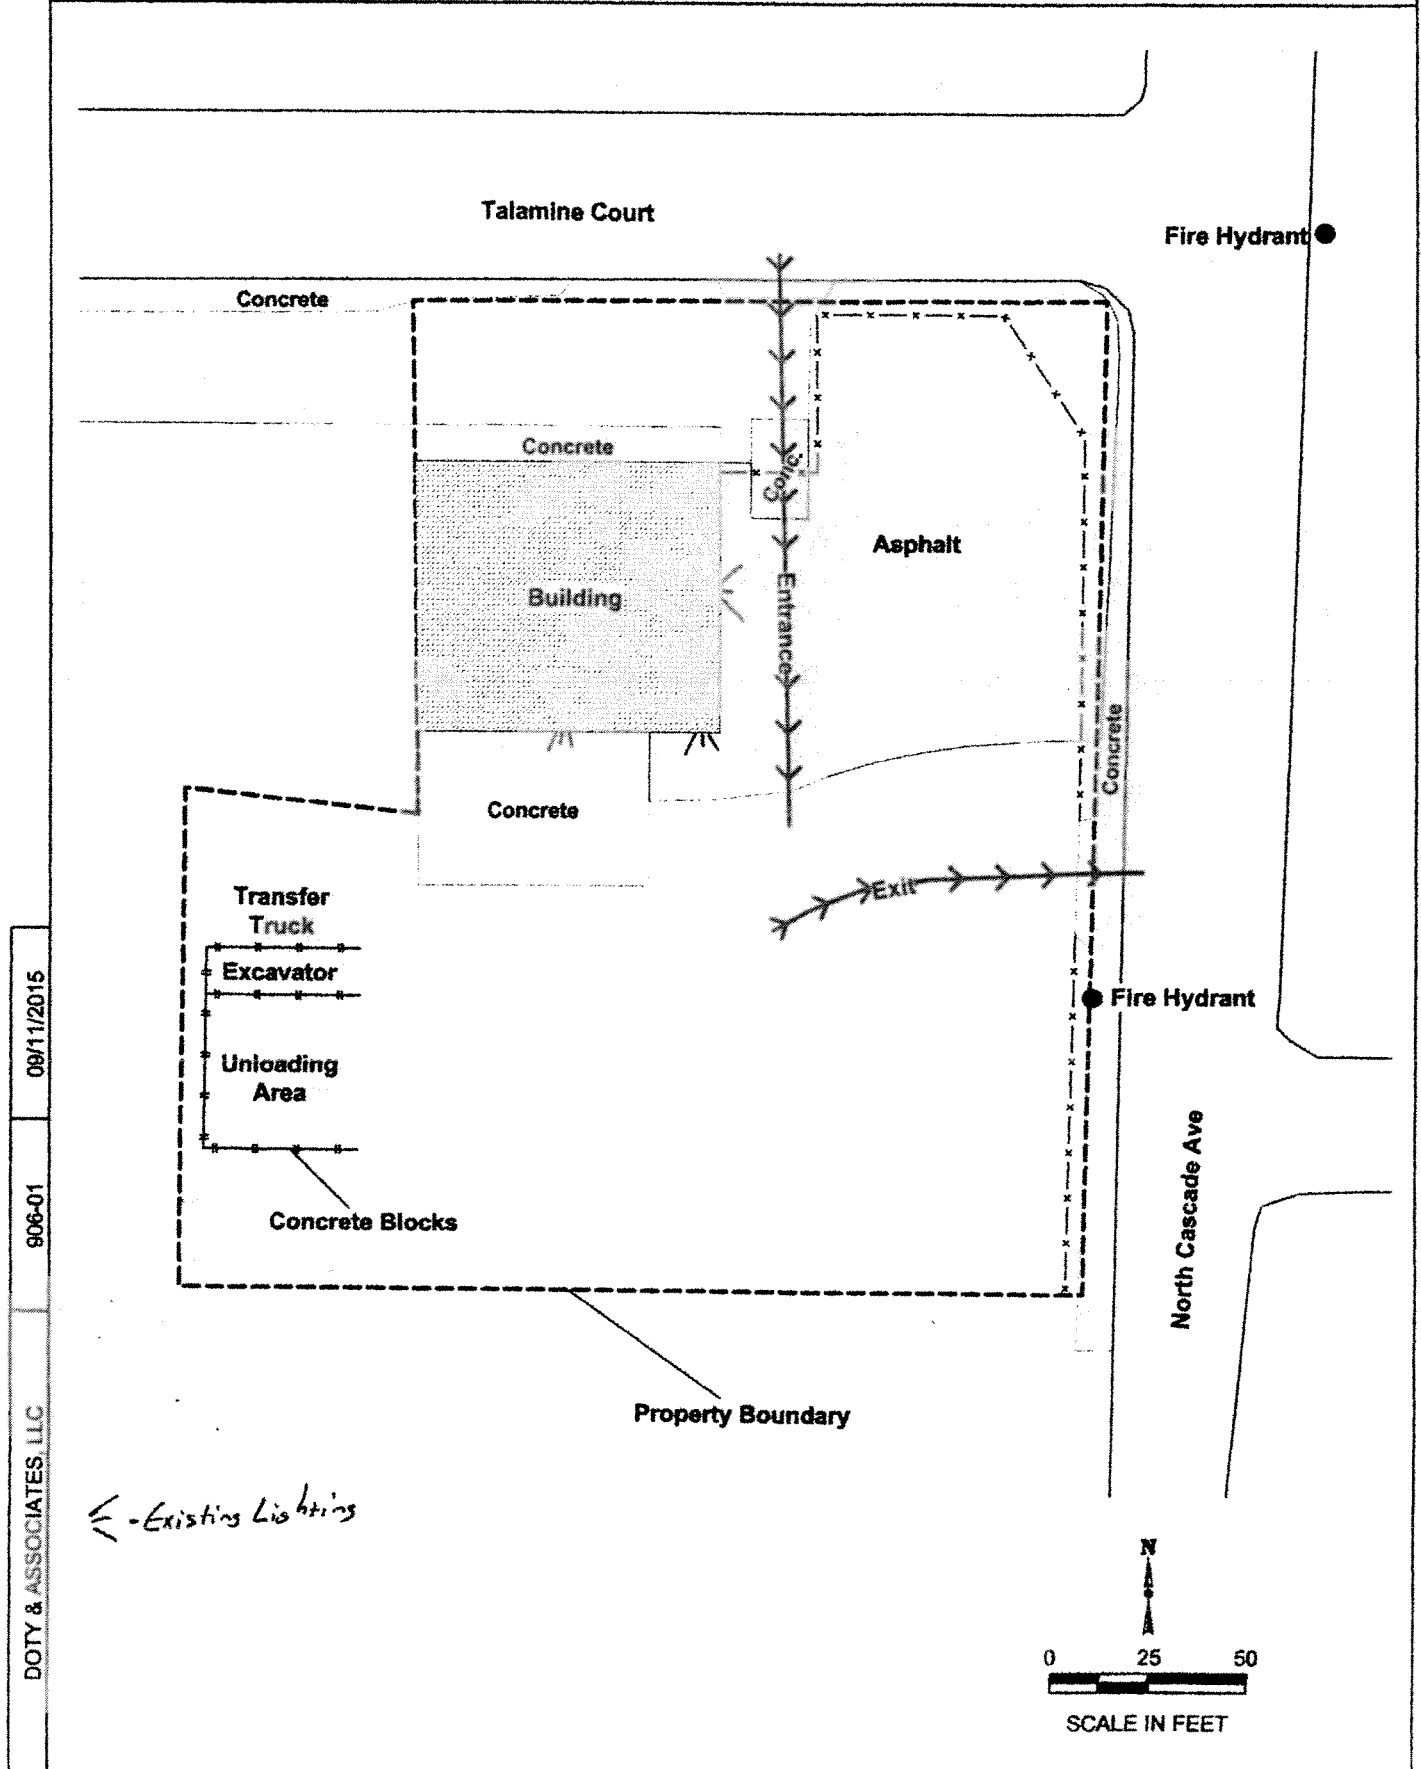 Talamine Court
Fire Hydrant
Concrete
Concrete
Conc.
Asphalt
Building
Entrance
Concrete
Concrete
Exit
Transfer
Truck
Excavator
Unloading
Area
Fire Hydrant
Concrete Blocks
North Cascade Ave
Property Boundary
- Existing Lighting
N
0 25 50
SCALE IN FEET
09/11/2015
906-01
DOTY & ASSOCIATES, LLC